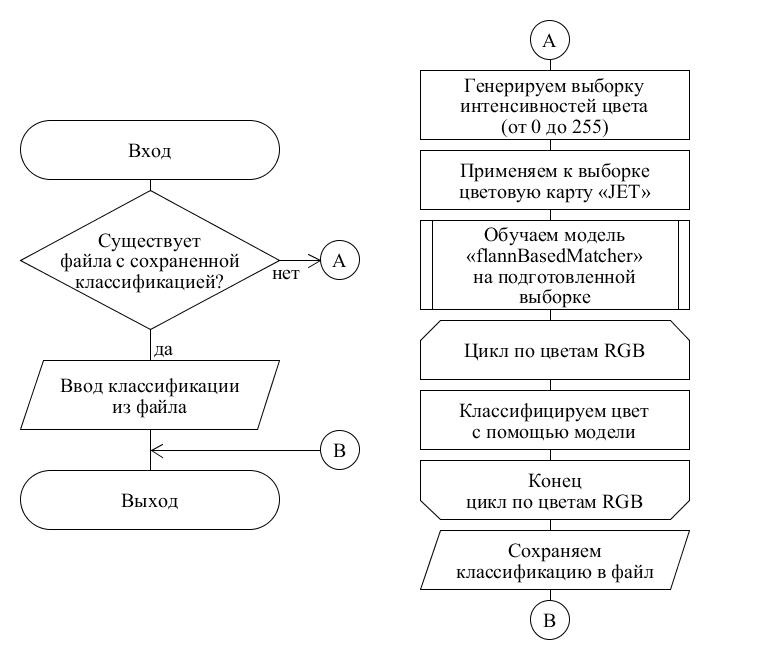 Вход
Существует
файла с сохраненной
классификацией?
нет
A
да
Ввод классификации
из файла
B
Выход
A
Генерируем выборку
интенсивностей цвета
(от 0 до 255)
Применяем к выборке
цветовую карту «JET»
Обучаем модель
«flannBasedMatcher»
на подготовленной
выборке
Цикл по цветам RGB
Классифицируем цвет
с помощью модели
Конец
цикл по цветам RGB
Сохраняем
классификацию в файл
B